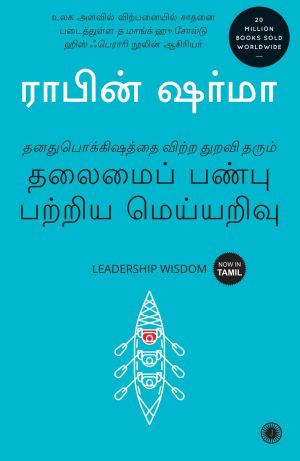 உலக அளவில் விற்பனையில் சாதனை
படைத்துள்ள த மாங்க் ஹூ சோல்டு
ஹிஸ் ஃபெராரி நூலின் ஆசிரியர்
20
MILLION
BOOKS SOLD
WORLDWIDE
ராபின் ஷர்மா
தனதுபொக்கிஷத்தை விற்ற துறவி தரும்
தலைமைப் பண்பு
பற்றிய மெய்யறிவு
LEADERSHIP WISDOM
NOW IN
TAMIL